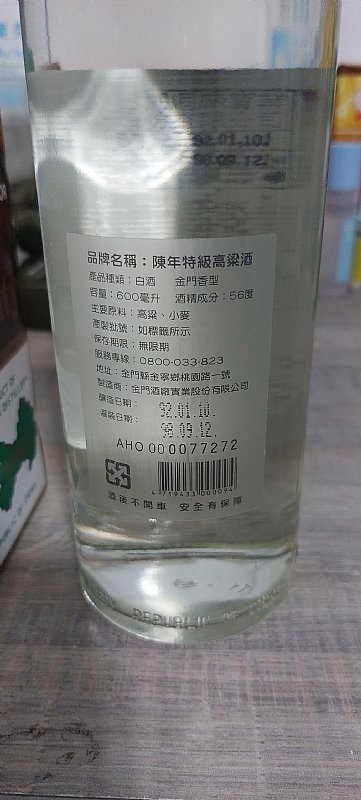 品牌名稱：陳年特級高粱酒
產品種類：白酒 金門香型
容量：600毫升 酒精成分：56度
主要原料：高粱、小麥
產製批號：如標籤所示
保存期限：無限期
服務專線：0800-033-823
地址：金門縣金寧鄉桃園路一號
製造商：金門酒廠實業股份有限公司
釀造日期： 92.01.10.
灌裝日期： 98.09.12.
AH0 00007727​2
4719433000094
酒後不開車 安全有保障
REPUBLIC